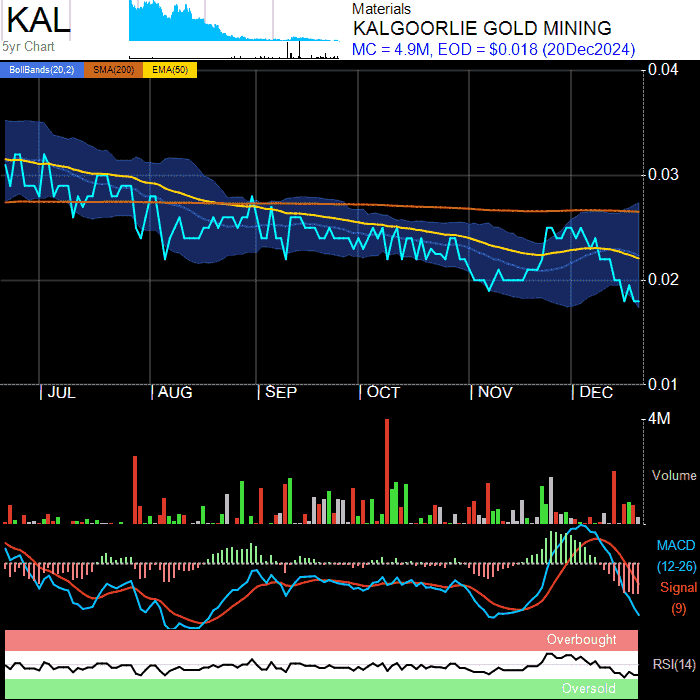 KAL
5yr Chart
Materials
KALGOORLIE GOLD MINING
MC = 4.9M, EOD = $0.018 (20Dec2024)
BollBands(20,2) SMA(200) EMA(50)
0.04
0.03
0.02
0.01
JUL AUG SEP OCT NOV DEC
4M
Volume
MACD
(12-26)
Signal
(9)
Overbought
RSI(14)
Oversold